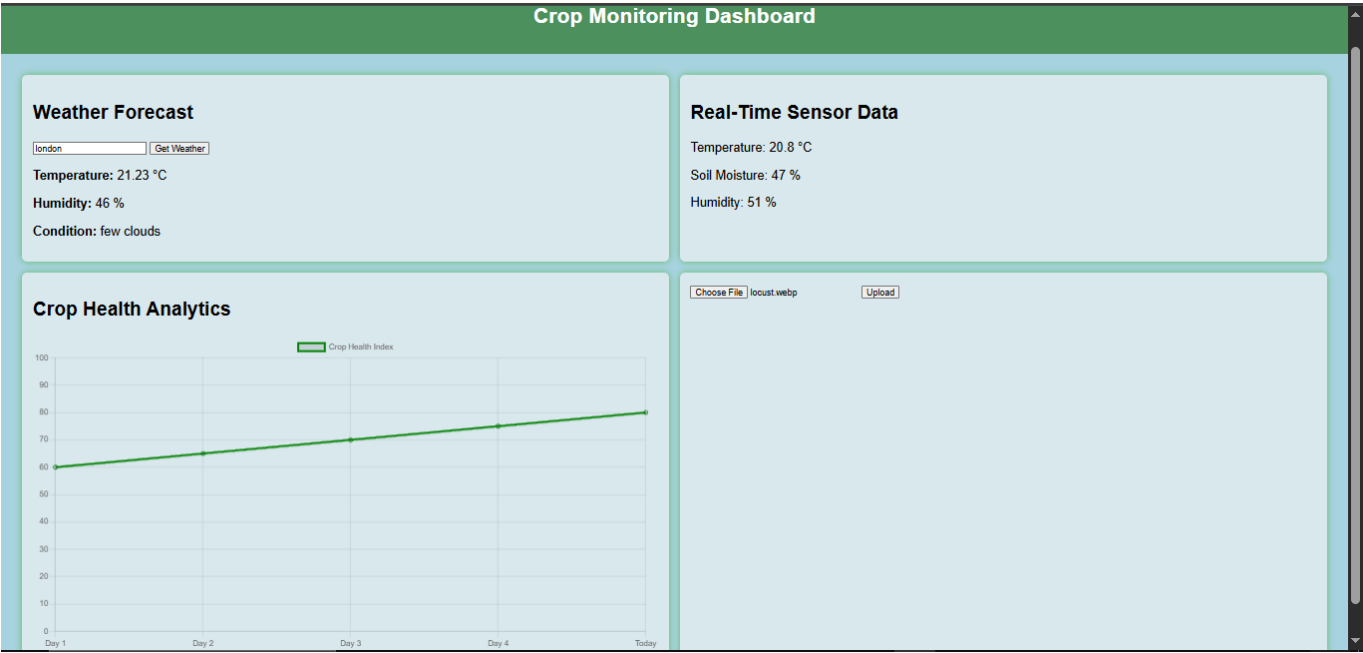 Crop Monitoring Dashboard
Weather Forecast
london Get Weather
Temperature: 21.23 °C
Humidity: 46 %
Condition: few clouds
Real-Time Sensor Data
Temperature: 20.8 °C
Soil Moisture: 47 %
Humidity: 51 %
Crop Health Analytics
Crop Health Index
100
90
80
70
60
50
40
30
20
10
0
Day 1 Day 2 Day 3 Day 4 Today
Choose File locust.webp Upload